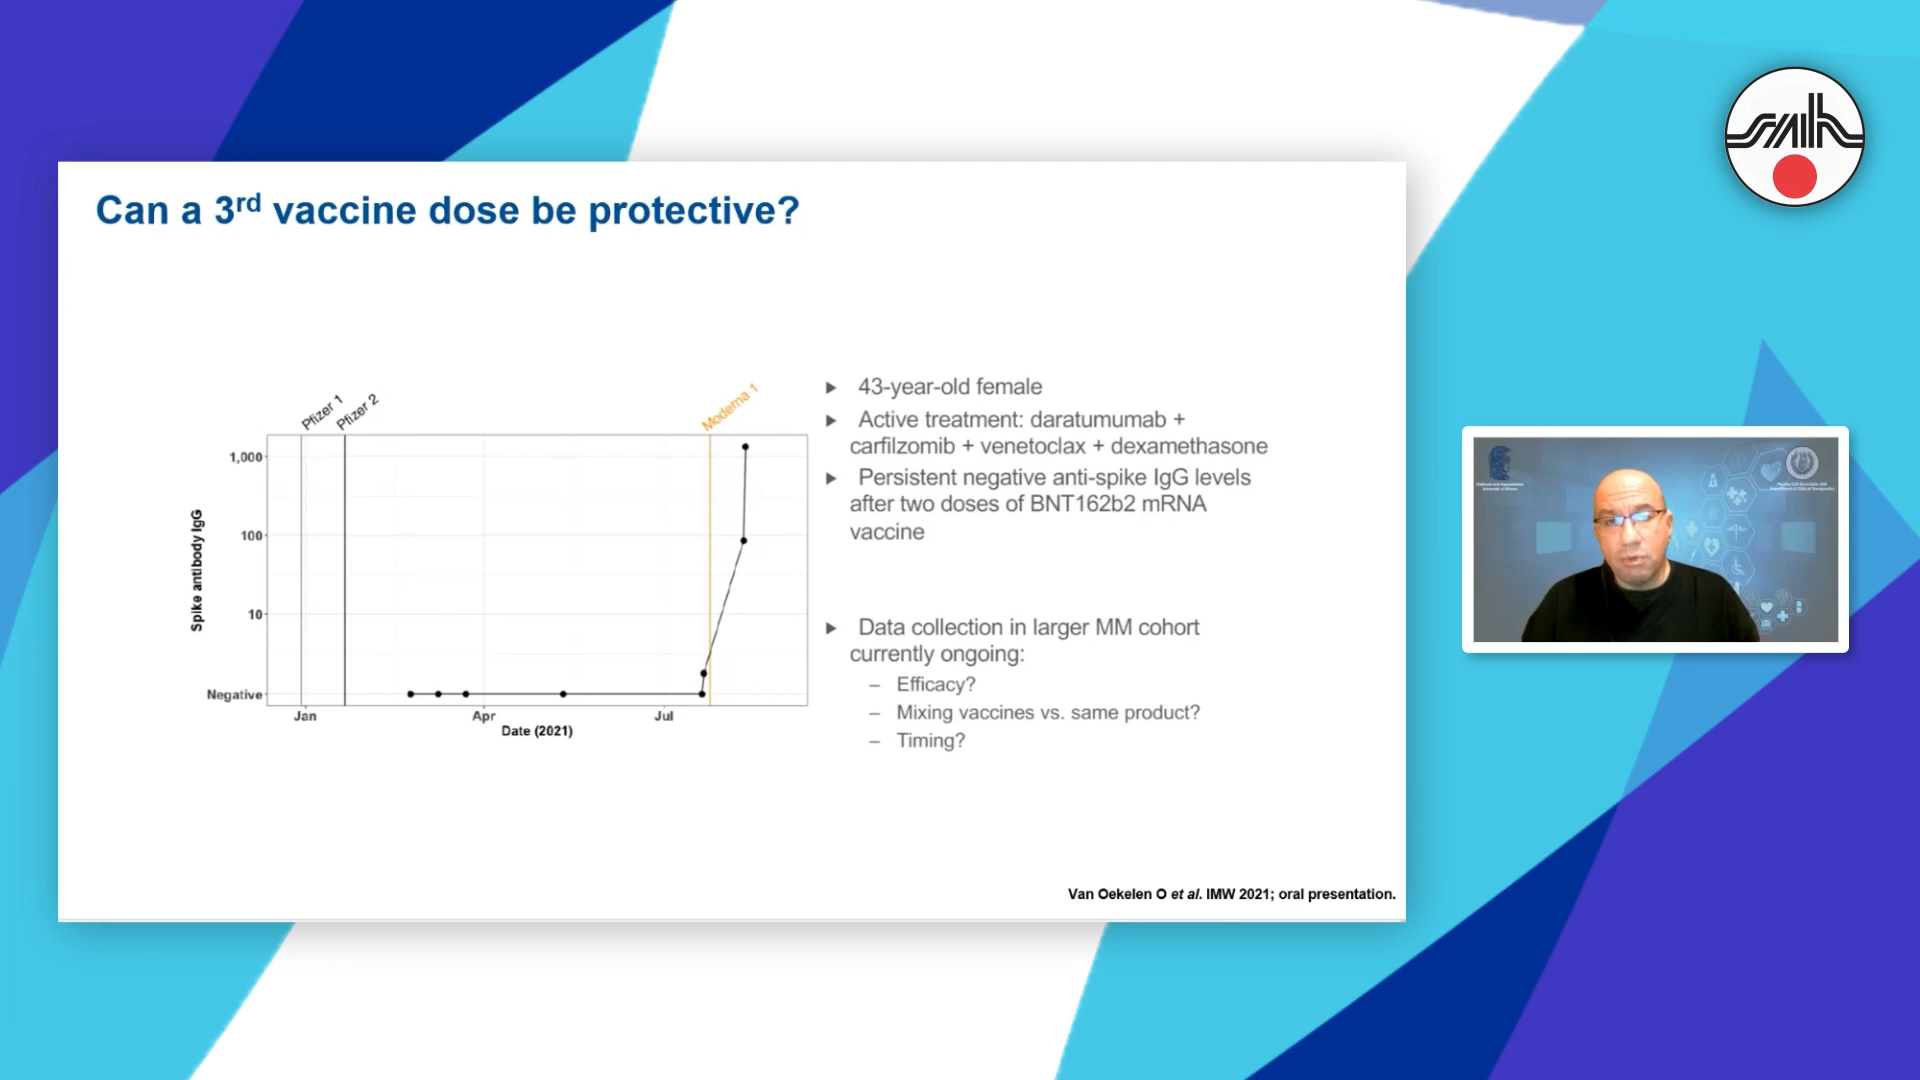 Can a 3rd vaccine dose be protective?
Pfizer 1
Pfizer 2
Moderna 1
1,000
100
10
Negative
Spike antibody IgG
Jan
Apr
Jul
Date (2021)
43-year-old female
Active treatment: daratumumab +
carfilzomib + venetoclax + dexamethasone
Persistent negative anti-spike IgG levels
after two doses of BNT162b2 mRNA
vaccine
Data collection in larger MM cohort
currently ongoing:
– Efficacy?
– Mixing vaccines vs. same product?
– Timing?
Van Oekelen O et al. IMW 2021; oral presentation.